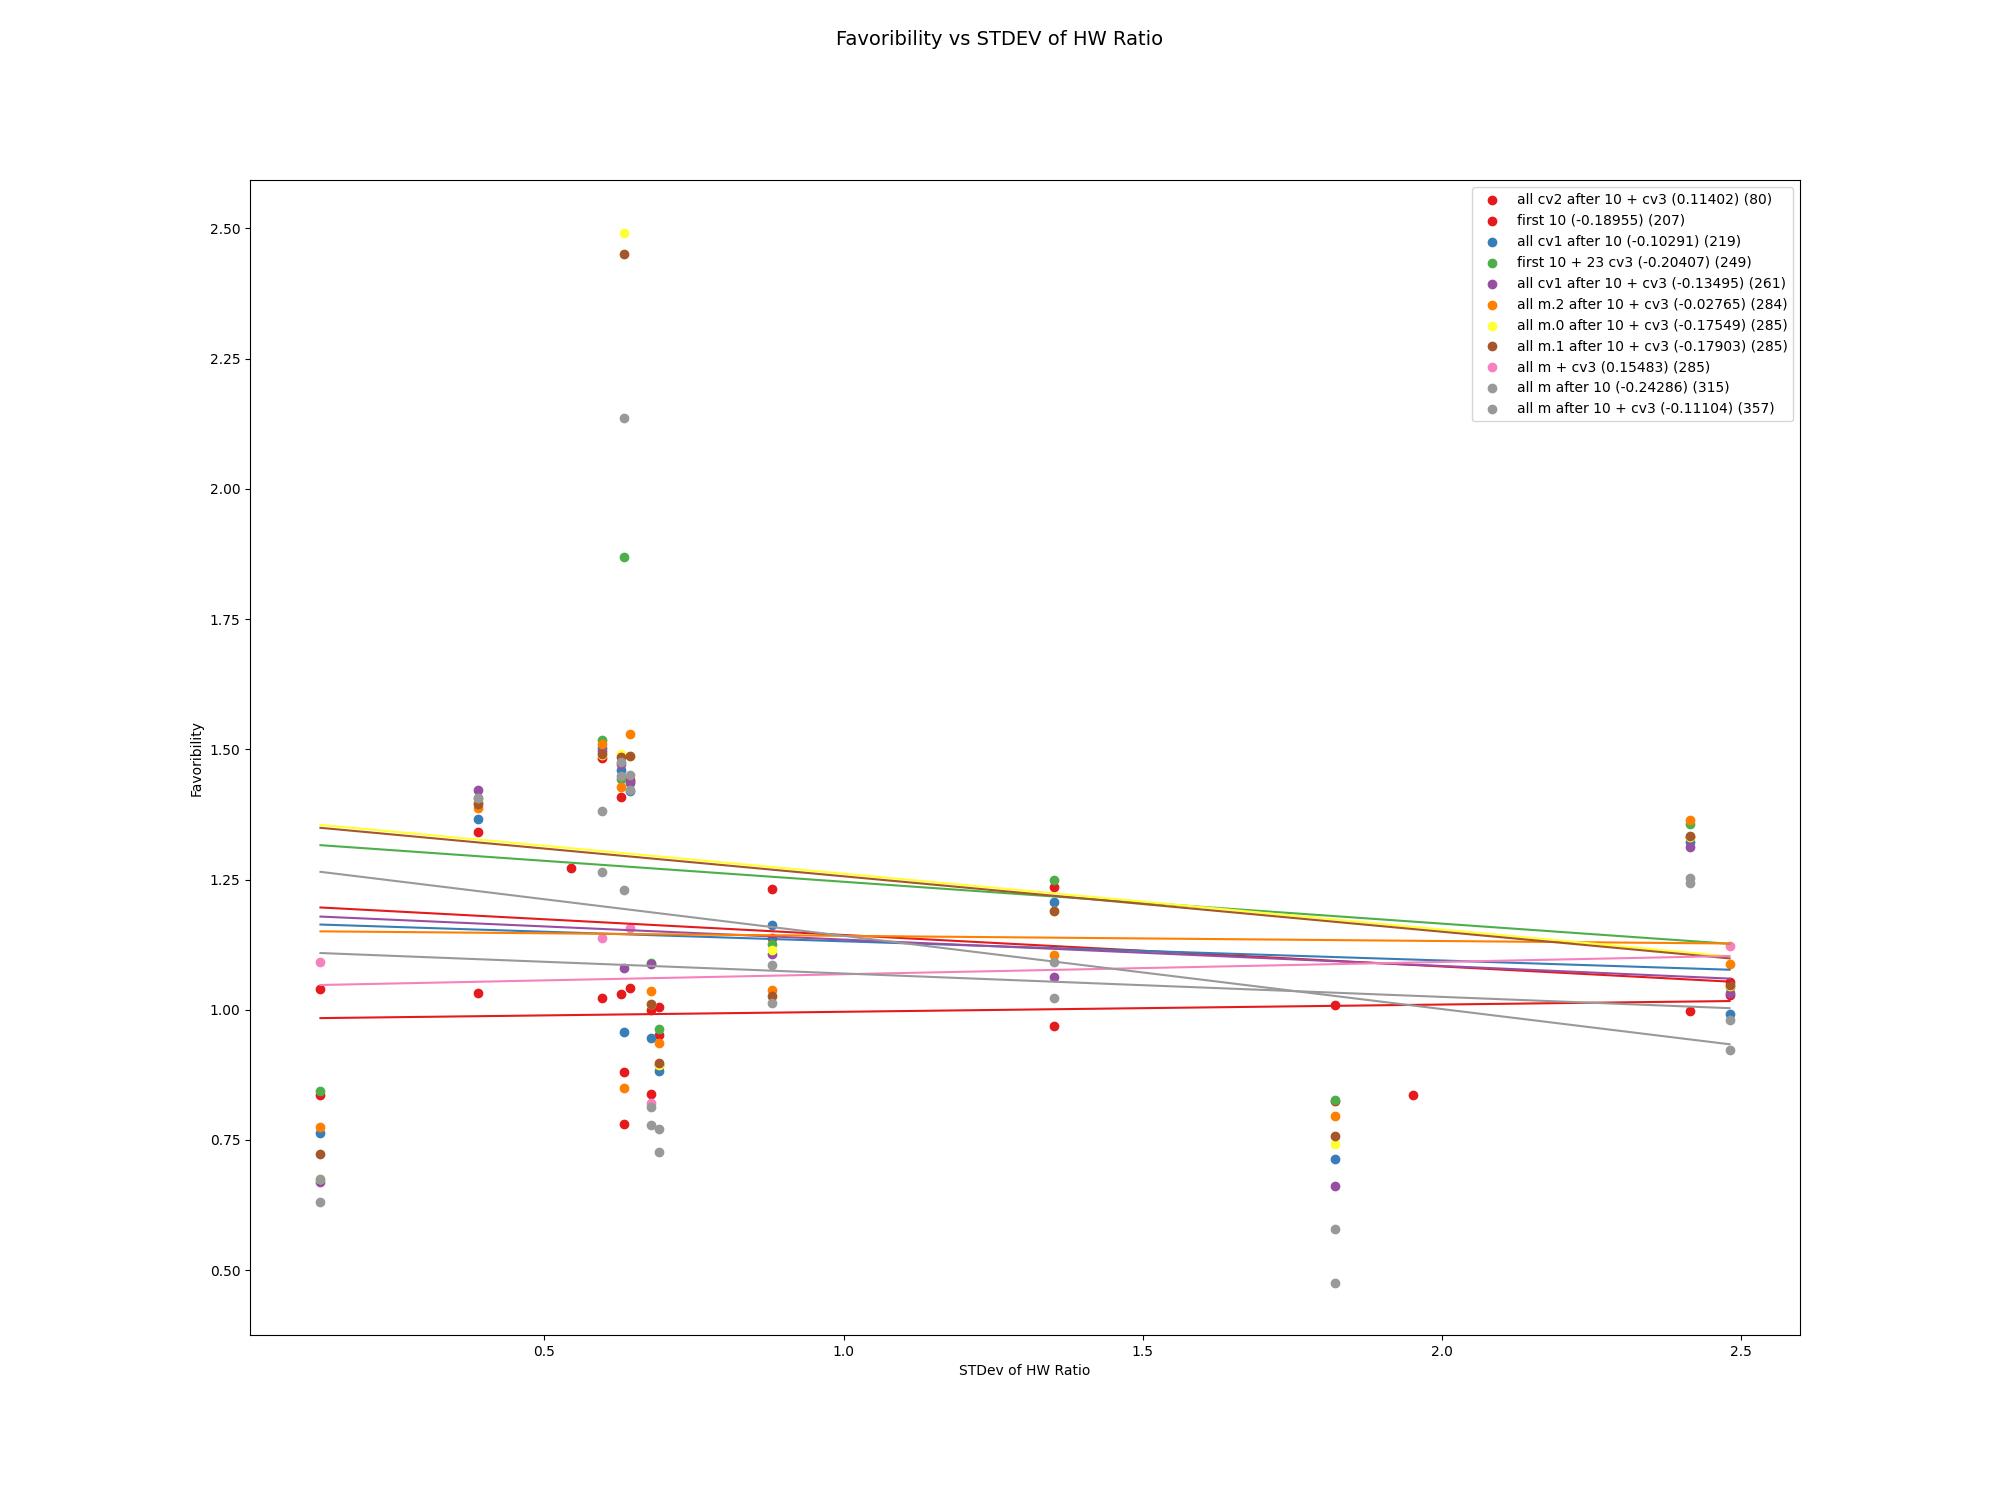 Favoribility vs STDEV of HW Ratio
all cv2 after 10 + cv3 (0.11402) (80)
first 10 (-0.18955) (207)
all cv1 after 10 (-0.10291) (219)
first 10 + 23 cv3 (-0.20407) (249)
all cv1 after 10 + cv3 (-0.13495) (261)
all m.2 after 10 + cv3 (-0.02765) (284)
all m.0 after 10 + cv3 (-0.17549) (285)
all m.1 after 10 + cv3 (-0.17903) (285)
all m + cv3 (0.15483) (285)
all m after 10 (-0.24286) (315)
all m after 10 + cv3 (-0.11104) (357)
2.50
2.25
2.00
1.75
1.50
1.25
1.00
0.75
0.50
Favoribility
0.5 1.0 1.5 2.0 2.5
STDev of HW Ratio